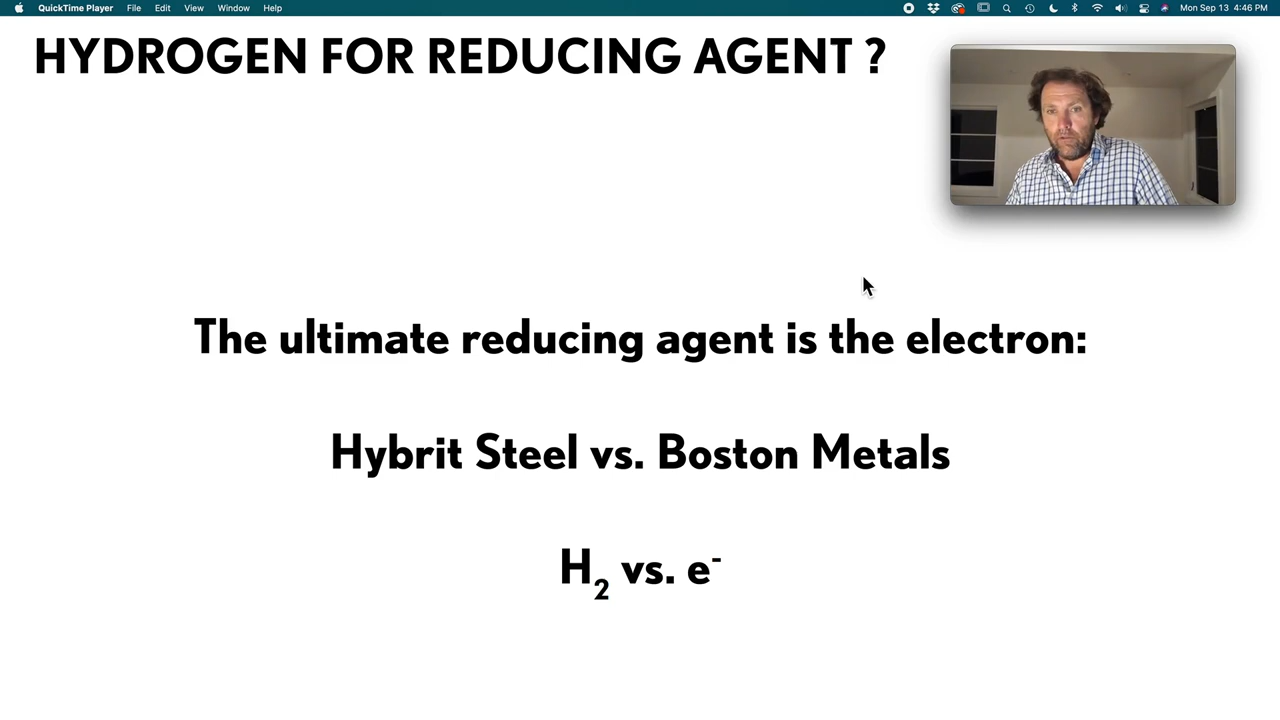 QuickTime Player File Edit View Window Help Mon Sep 13 4:46 PM
HYDROGEN FOR REDUCING AGENT ?
The ultimate reducing agent is the electron:
Hybrit Steel vs. Boston Metals
H₂ vs. e⁻